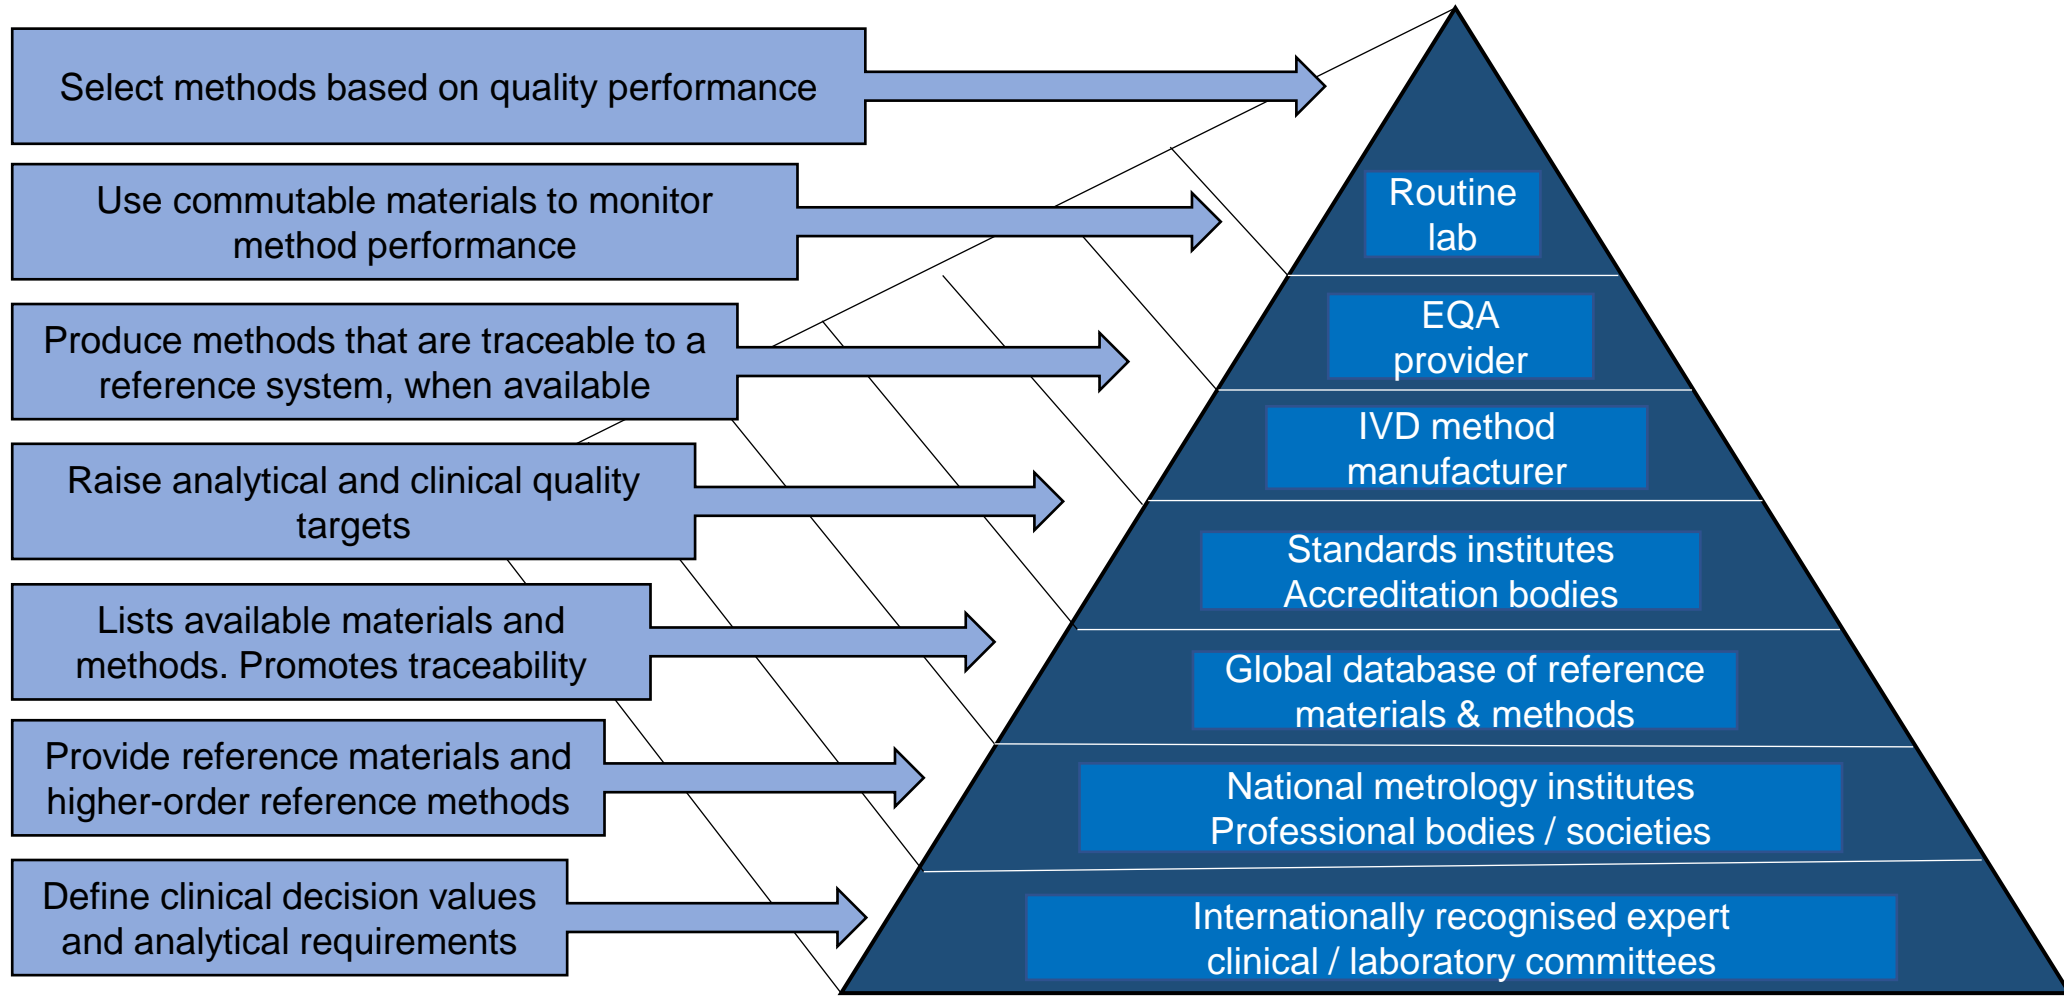 Select methods based on quality performance
Use commutable materials to monitor
method performance
Produce methods that are traceable to a
reference system, when available
Raise analytical and clinical quality
targets
Lists available materials and
methods. Promotes traceability
Provide reference materials and
higher-order reference methods
Define clinical decision values
and analytical requirements
Routine
lab
EQA
provider
IVD method
manufacturer
Standards institutes
Accreditation bodies
Global database of reference
materials & methods
National metrology institutes
Professional bodies / societies
Internationally recognised expert
clinical / laboratory committees